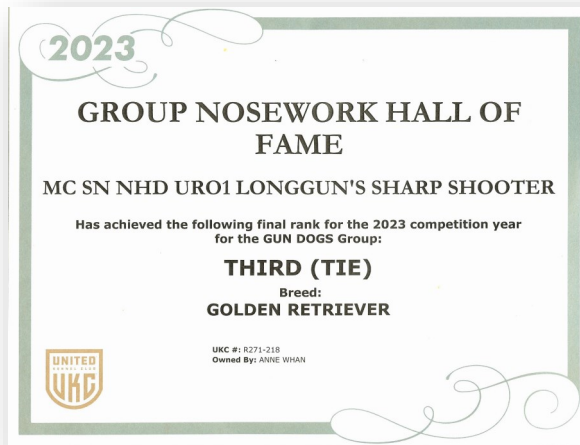 2023
GROUP NOSEWORK HALL OF
FAME
MC SN NHD URO1 LONGGUN'S SHARP SHOOTER
Has achieved the following final rank for the 2023 competition year
for the GUN DOGS Group:
THIRD (TIE)
Breed:
GOLDEN RETRIEVER
UKC #: R271-218
Owned By: ANNE WHAN
UNITED
KENNEL CLUB
UKC